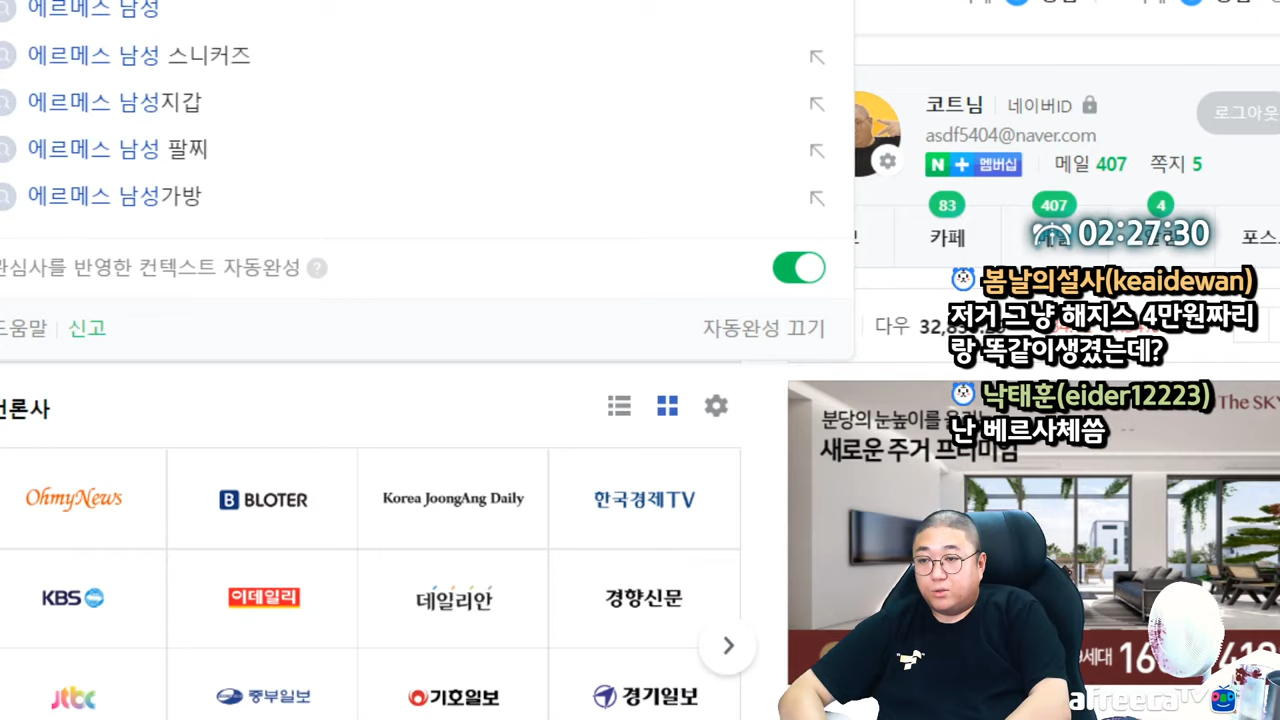 에르메스 남성
에르메스 남성 스니커즈
에르메스 남성지갑
에르메스 남성 팔찌
에르메스 남성가방
관심사를 반영한 컨텍스트 자동완성 ?
도움말
신고
자동완성 끄기
코트님
네이버ID
로그아웃
asdf5404@naver.com
N + 멤버십
메일 407
쪽지 5
83
407
4
카페
02:27:30
봄날의설사(keaidewan)
저거 그냥 해지스 4만원짜리
랑 똑같이생겼는데?
낙태훈(eider12223)
난 베르사체씀
다우
언론사
OhmyNews
B BLOTER
Korea JoongAng Daily
한국경제TV
KBS
이데일리
데일리안
경향신문
jtbc
중부일보
기호일보
경기일보
The SKY
분당의 눈높이를
새로운 주거 프리미엄
afreecaTV